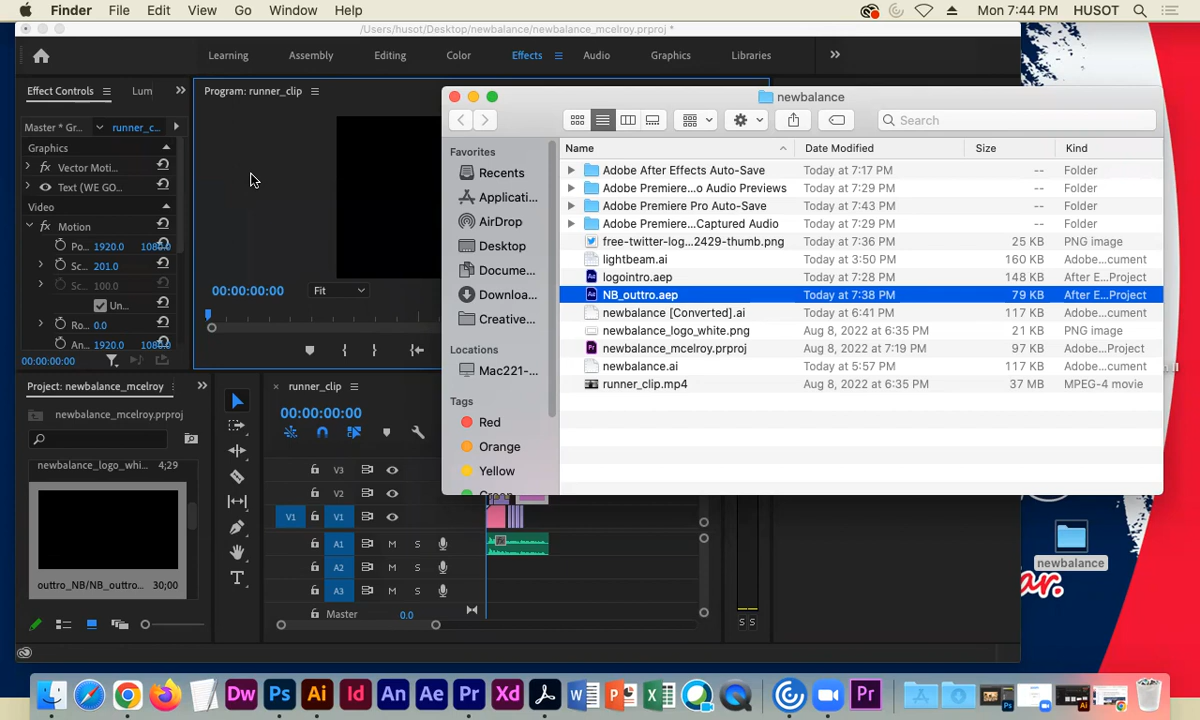 Finder File Edit View Go Window Help Mon 7:44 PM HUSOT
/Users/husot/Desktop/newbalance/newbalance_mcelroy.prproj *
Learning Assembly Editing Color Effects Audio Graphics Libraries
Effect Controls Lum
Program: runner_clip
Master * Gr... runner_c...
Graphics
Vector Moti...
Text (WE GO...
Video
Motion
Po... 1920.0 1080.0
Sc... 201.0
Sc... 100.0
Un...
Ro... 0.0
An... 1920.0 1080.0
00:00:00:00
00:00:00:00 Fit
newbalance
Search
Favorites
Recents
Applicati...
AirDrop
Desktop
Docume...
Downloa...
Creative...
Locations
Mac221-...
Tags
Red
Orange
Yellow
Green
Name Date Modified Size Kind
Adobe After Effects Auto-Save Today at 7:17 PM -- Folder
Adobe Premiere...o Audio Previews Today at 7:29 PM -- Folder
Adobe Premiere Pro Auto-Save Today at 7:43 PM -- Folder
Adobe Premiere...Captured Audio Today at 7:29 PM -- Folder
free-twitter-log...2429-thumb.png Today at 7:36 PM 25 KB PNG image
lightbeam.ai Today at 3:50 PM 160 KB Adobe...cument
logointro.aep Today at 7:28 PM 148 KB After E...Project
NB_outtro.aep Today at 7:38 PM 79 KB After E...Project
newbalance [Converted].ai Today at 6:41 PM 117 KB Adobe...cument
newbalance_logo_white.png Aug 8, 2022 at 6:35 PM 21 KB PNG image
newbalance_mcelroy.prproj Aug 8, 2022 at 7:19 PM 97 KB Adobe...Project
newbalance.ai Today at 5:57 PM 117 KB Adobe...cument
runner_clip.mp4 Aug 8, 2022 at 6:35 PM 37 MB MPEG-4 movie
Project: newbalance_mcelroy
newbalance_mcelroy.prproj
newbalance_logo_whi... 4;29
outtro_NB/NB_outtro... 30;00
runner_clip
00:00:00:00
V3
V2
V1 V1
A1 M S
A2 M S
A3 M S
Master 0.0
S S
newbalance
ar.
Dw Ps Ai Id An Ae Pr Xd Pr